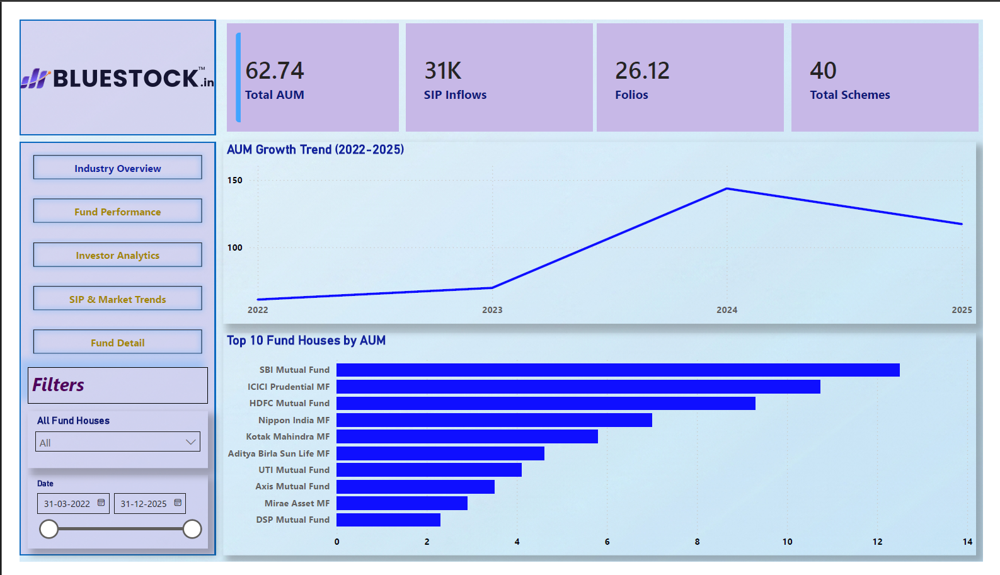 BLUESTOCK.in
TM
62.74
Total AUM
31K
SIP Inflows
26.12
Folios
40
Total Schemes
Industry Overview
Fund Performance
Investor Analytics
SIP & Market Trends
Fund Detail
Filters
All Fund Houses
All
Date
31-03-2022
31-12-2025
AUM Growth Trend (2022-2025)
150
100
2022
2023
2024
2025
Top 10 Fund Houses by AUM
SBI Mutual Fund
ICICI Prudential MF
HDFC Mutual Fund
Nippon India MF
Kotak Mahindra MF
Aditya Birla Sun Life MF
UTI Mutual Fund
Axis Mutual Fund
Mirae Asset MF
DSP Mutual Fund
0
2
4
6
8
10
12
14